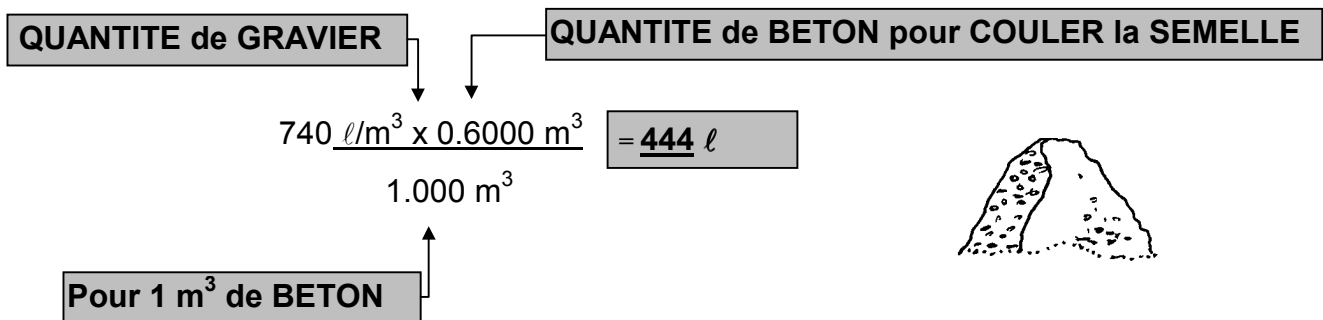 QUANTITE de GRAVIER
QUANTITE de BETON pour COULER la SEMELLE
740 ℓ/m³ x 0.6000 m³
= 444 ℓ
1.000 m³
Pour 1 m³ de BETON